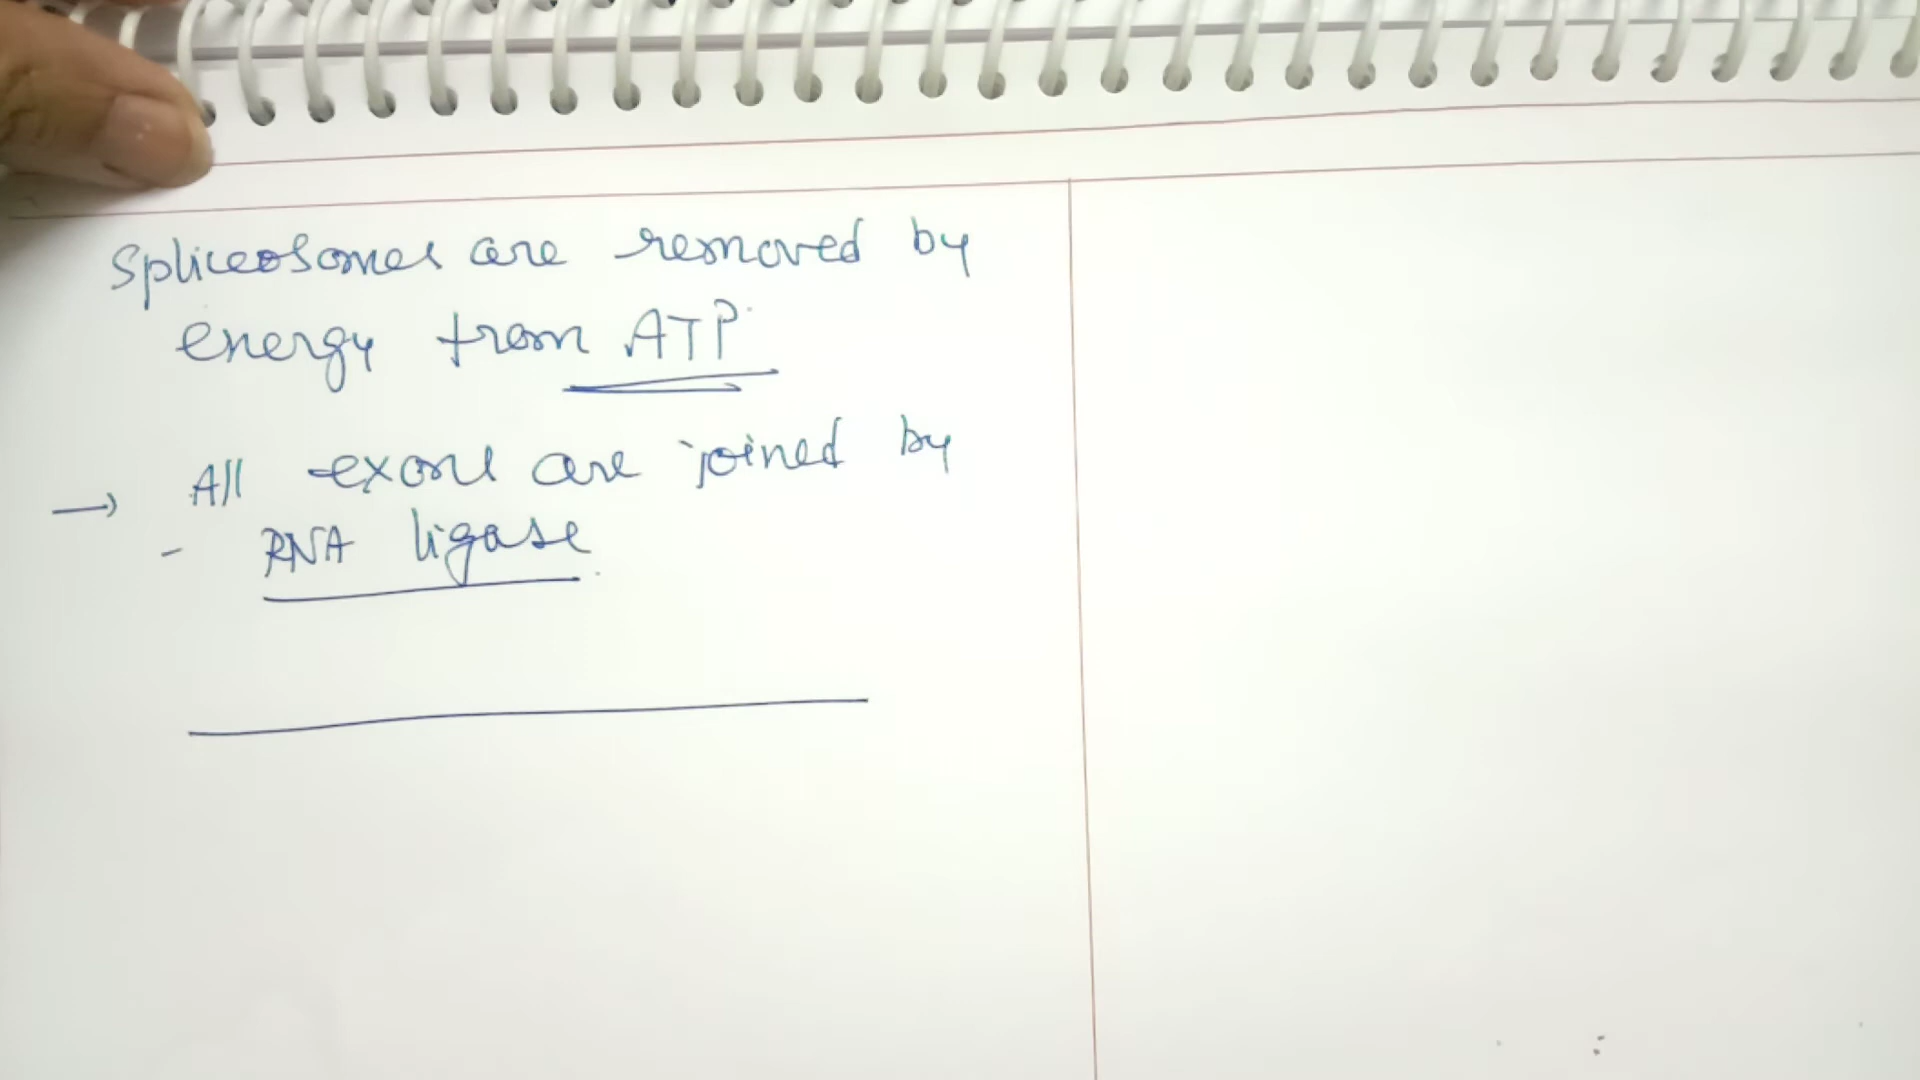 Spliceosomes are removed by
energy from ATP
→ All exons are joined by
- RNA ligase.